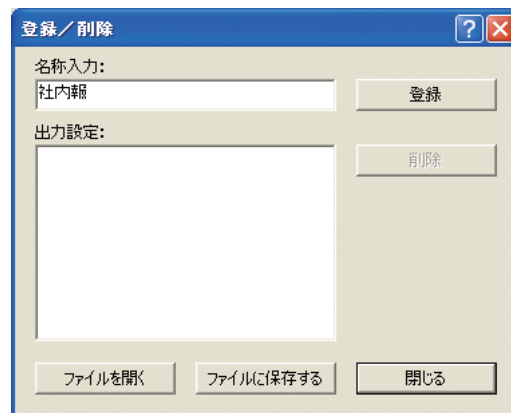 登録／削除
名称入力:
社内報
登録
出力設定:
削除
ファイルを開く
ファイルに保存する
閉じる